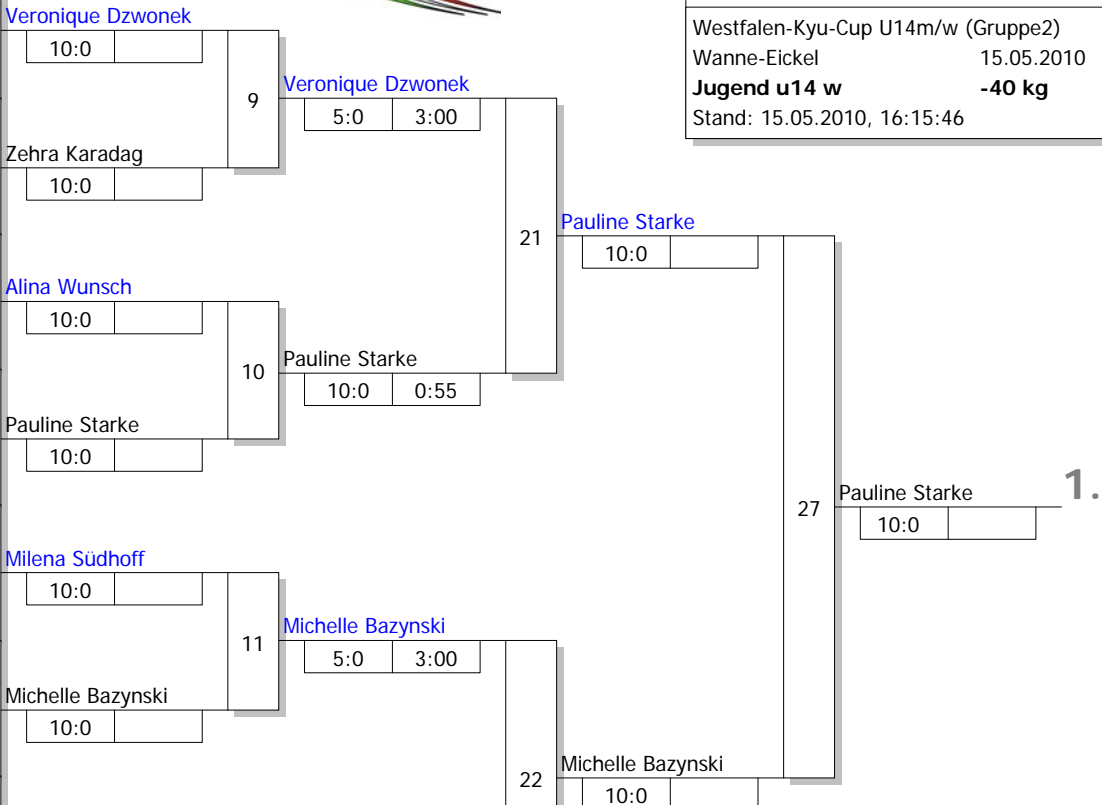 Veronique Dzwonek
10:0
Westfalen-Kyu-Cup U14m/w (Gruppe2)
Wanne-Eickel 15.05.2010
Jugend u14 w -40 kg
Stand: 15.05.2010, 16:15:46
9
Veronique Dzwonek
5:0 3:00
Zehra Karadag
10:0
21
Pauline Starke
10:0
Alina Wunsch
10:0
10
Pauline Starke
10:0 0:55
Pauline Starke
10:0
27
Pauline Starke
10:0
1.
Milena Südhoff
10:0
11
Michelle Bazynski
5:0 3:00
Michelle Bazynski
10:0
22
Michelle Bazynski
10:0